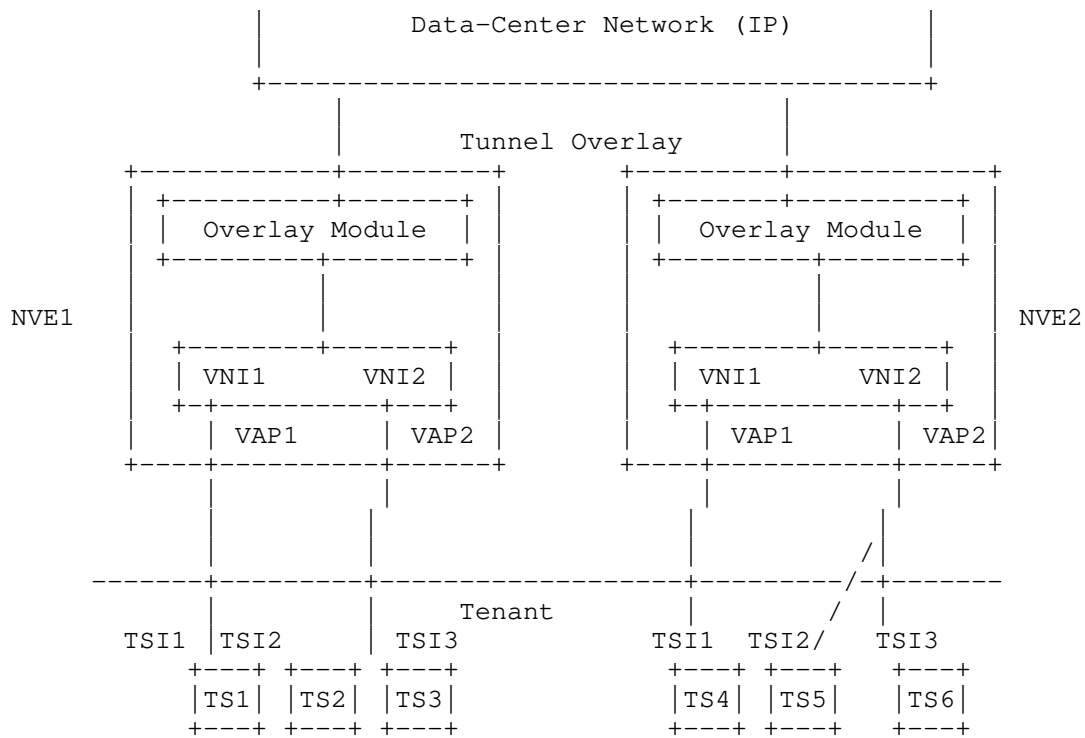 Data-Center Network (IP)
Tunnel Overlay
Overlay Module Overlay Module
NVE1 NVE2
VNI1 VNI2 VNI1 VNI2
VAP1 VAP2 VAP1 VAP2
Tenant
TSI1 TSI2 TSI3 TSI1 TSI2 TSI3
TS1 TS2 TS3 TS4 TS5 TS6